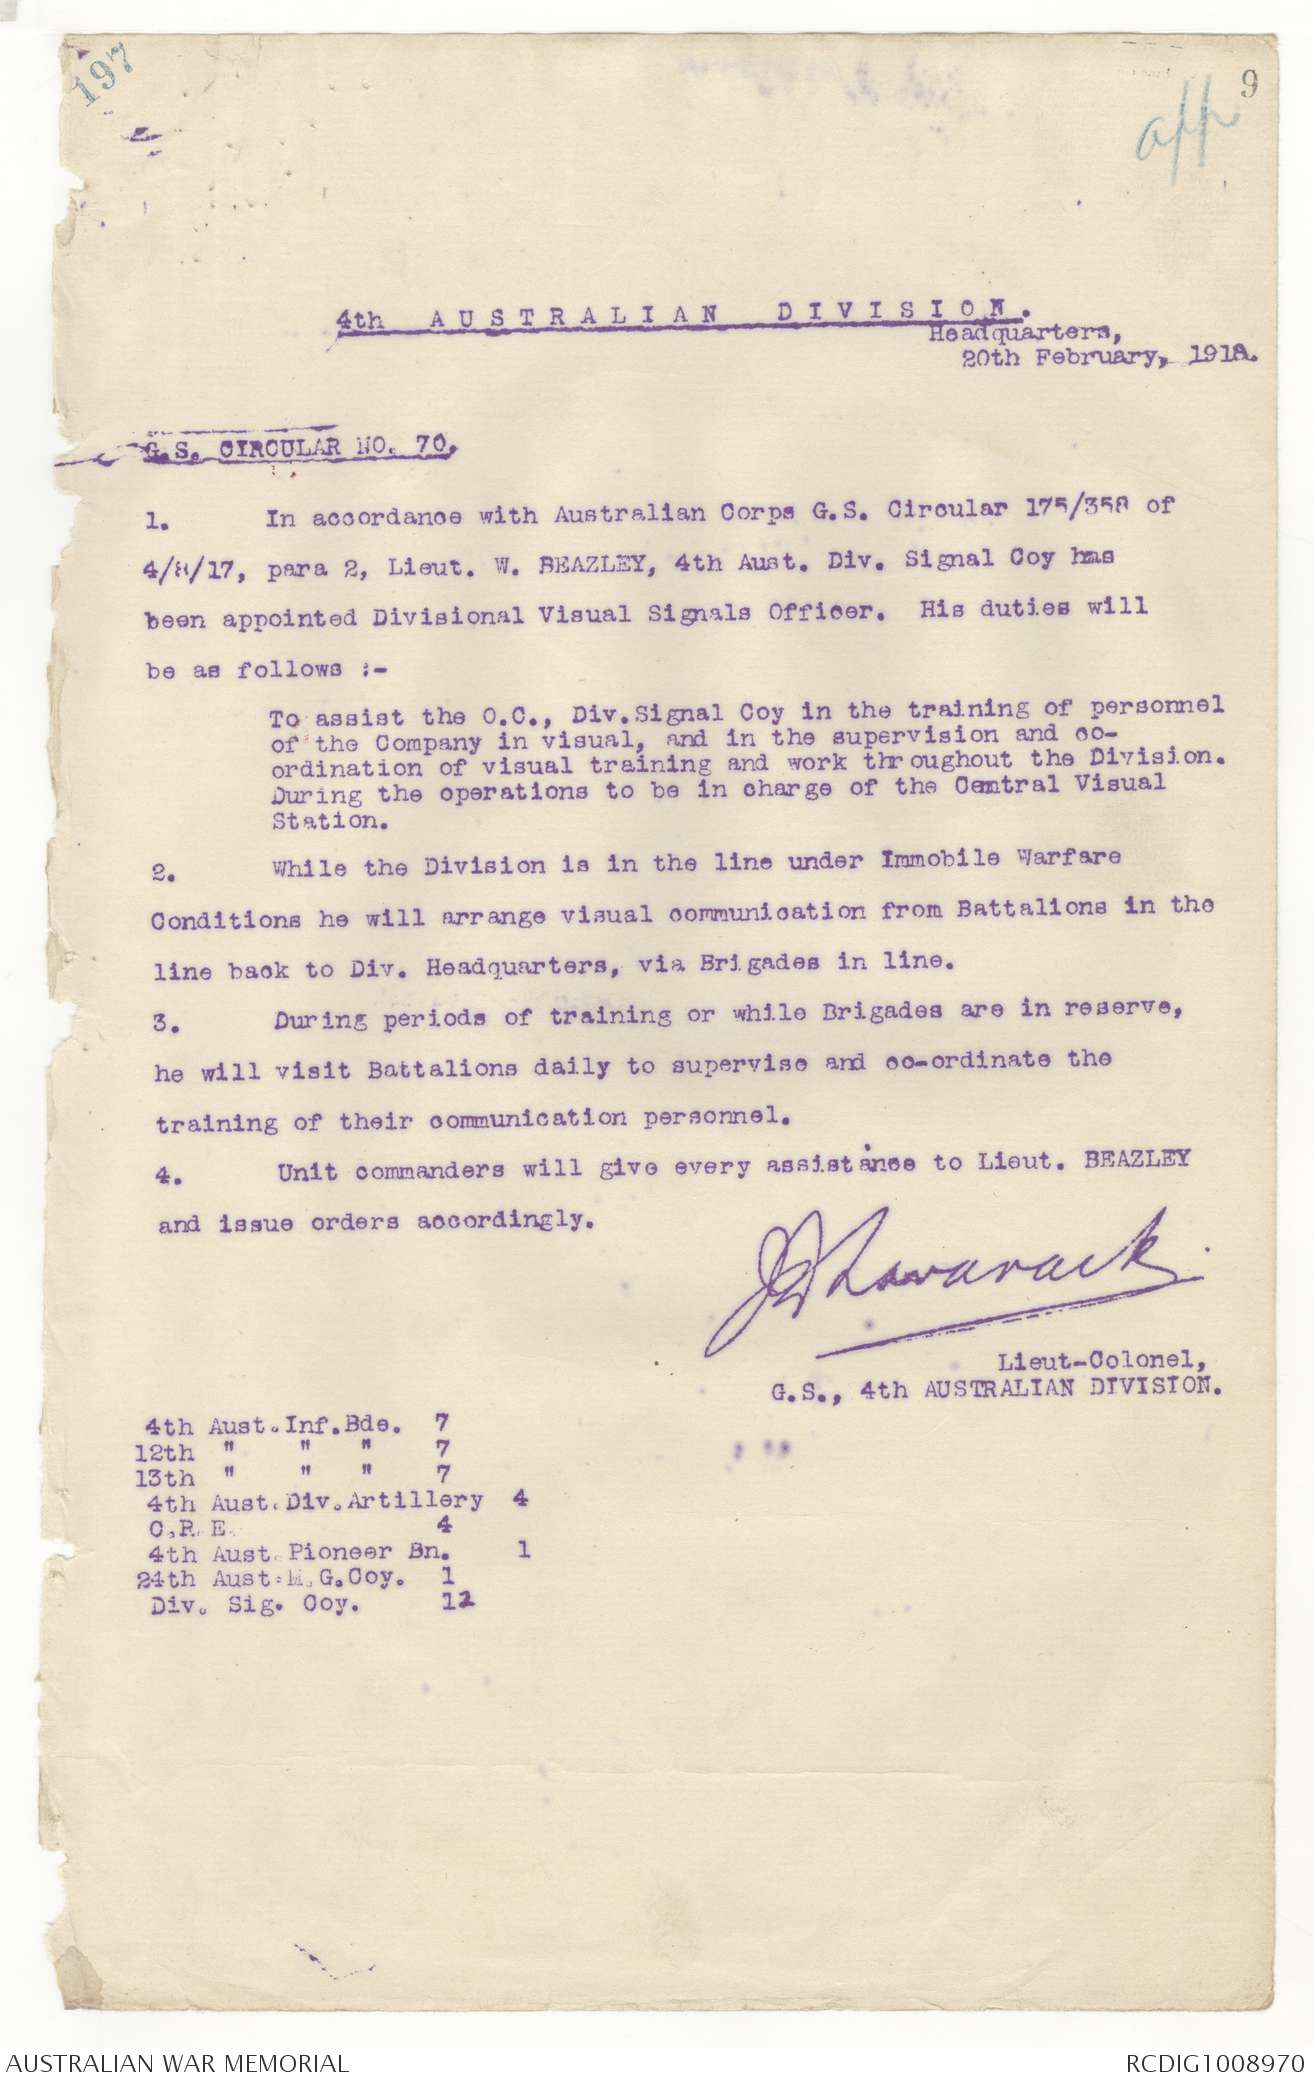 197
9
app
4th AUSTRALIAN DIVISION.
Headquarters,
20th February, 1918.
G.S. CIRCULAR NO. 70.
1. In accordance with Australian Corps G.S. Circular 175/358 of
4/8/17, para 2, Lieut. W. BEAZLEY, 4th Aust. Div. Signal Coy has
been appointed Divisional Visual Signals Officer. His duties will
be as follows :-
To assist the O.C., Div.Signal Coy in the training of personnel
of the Company in visual, and in the supervision and co-
ordination of visual training and work throughout the Division.
During the operations to be in charge of the Central Visual
Station.
2. While the Division is in the line under Immobile Warfare
Conditions he will arrange visual communication from Battalions in the
line back to Div. Headquarters, via Brigades in line.
3. During periods of training or while Brigades are in reserve,
he will visit Battalions daily to supervise and co-ordinate the
training of their communication personnel.
4. Unit commanders will give every assistance to Lieut. BEAZLEY
and issue orders accordingly.
JD Lavarack
Lieut-Colonel,
G.S., 4th AUSTRALIAN DIVISION.
4th Aust.Inf.Bde. 7
12th " " " 7
13th " " " 7
4th Aust.Div.Artillery 4
C.R.E. 4
4th Aust.Pioneer Bn. 1
24th Aust.M.G.Coy. 1
Div. Sig. Coy. 12
AUSTRALIAN WAR MEMORIAL
RCDIG1008970